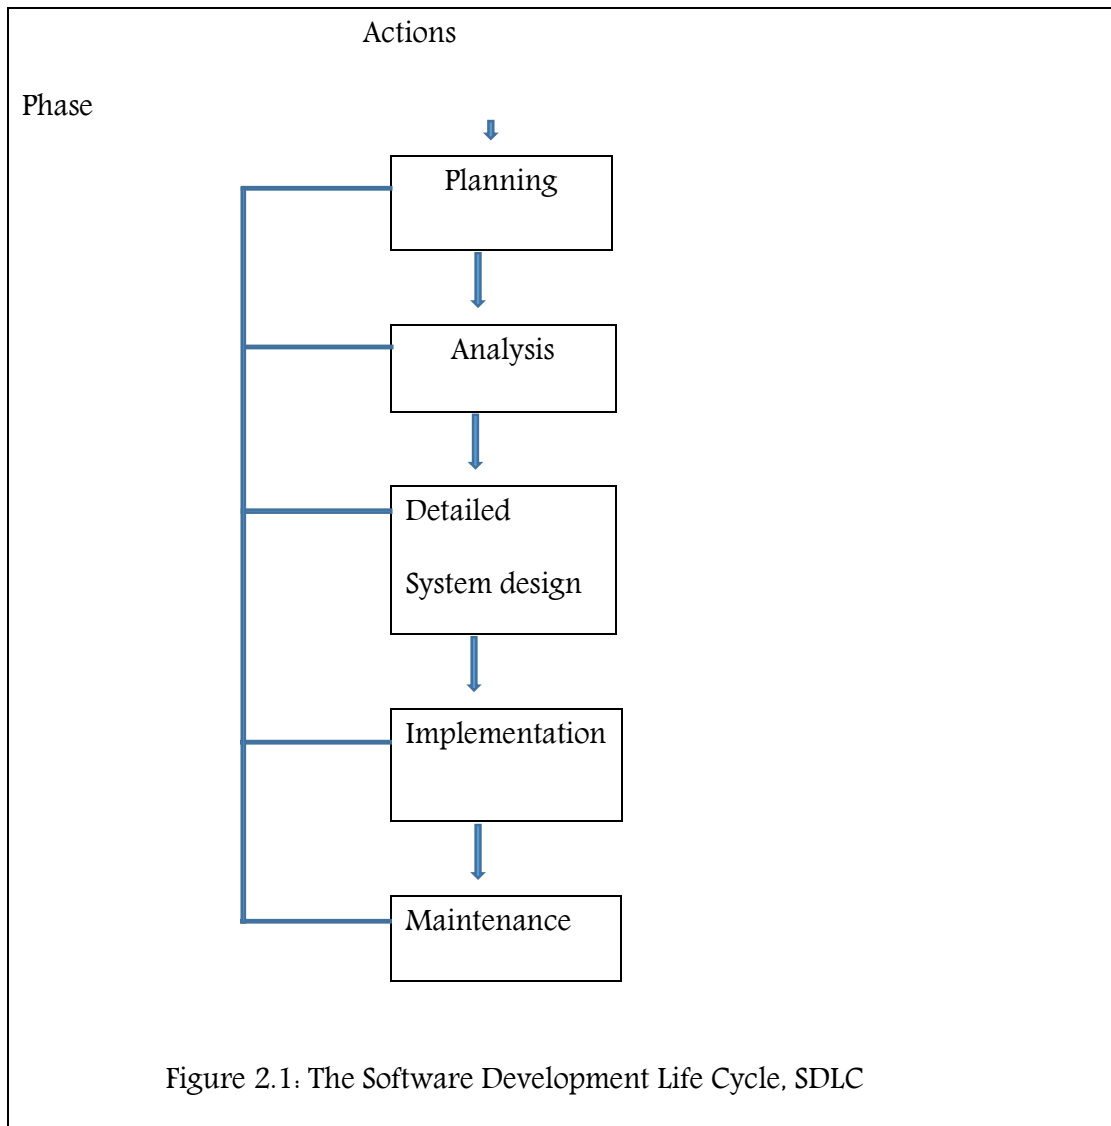 Actions
Phase
Planning
Analysis
Detailed
System design
Implementation
Maintenance
Figure 2.1: The Software Development Life Cycle, SDLC